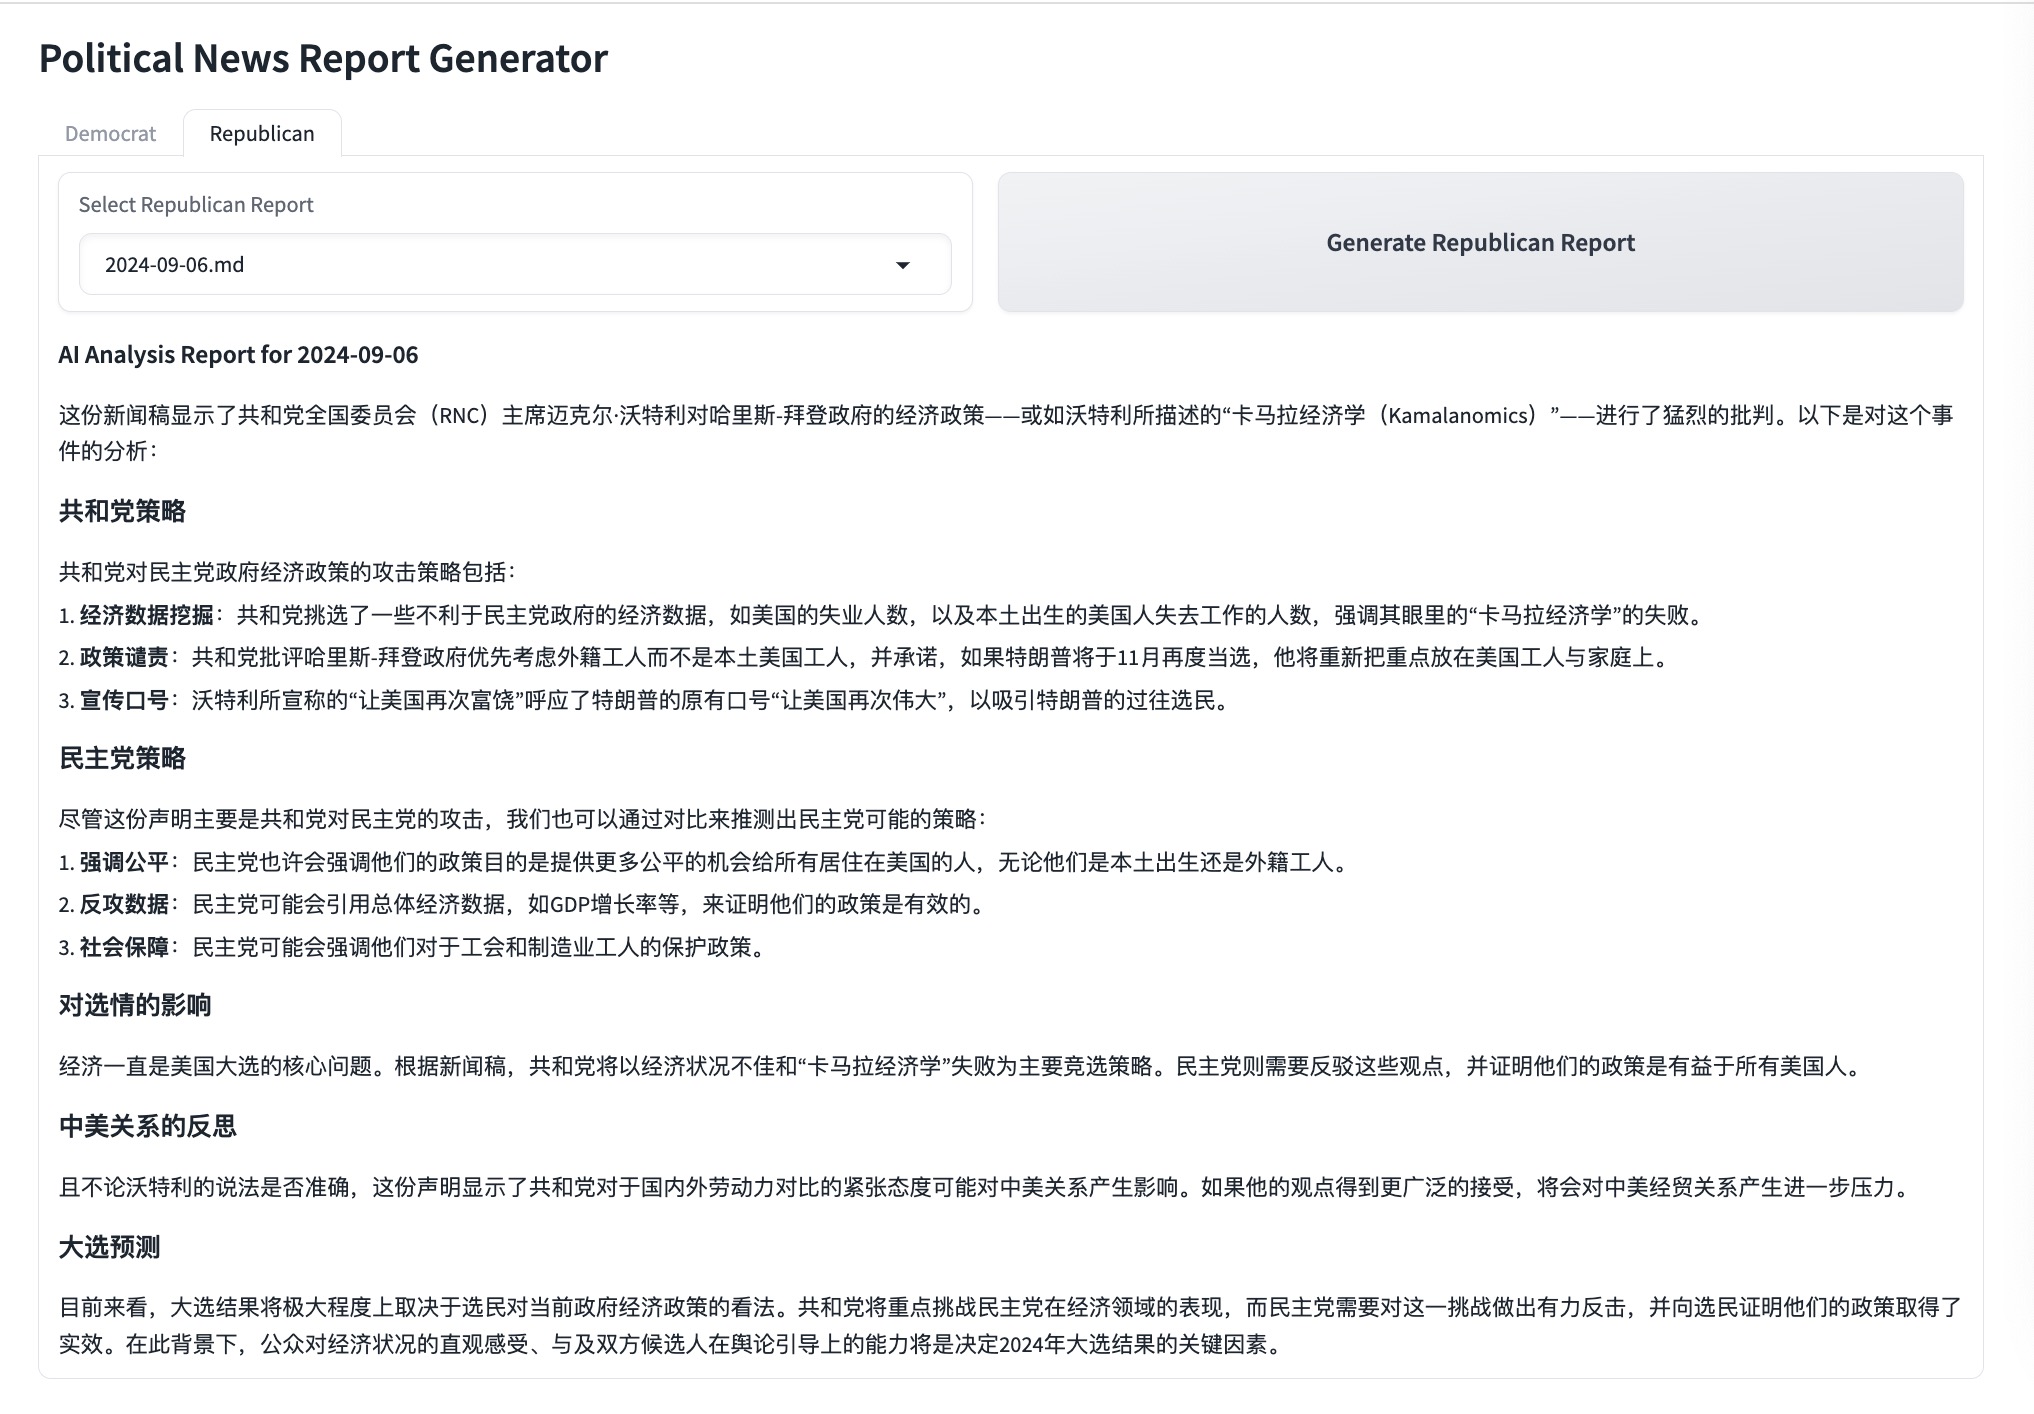 Political News Report Generator
Democrat
Republican
Select Republican Report
2024-09-06.md
Generate Republican Report
AI Analysis Report for 2024-09-06
这份新闻稿显示了共和党全国委员会（RNC）主席迈克尔·沃特利对哈里斯-拜登政府的经济政策——或如沃特利所描述的“卡马拉经济学（Kamalanomics）”——进行了猛烈的批判。以下是对这个事
件的分析：
共和党策略
共和党对民主党政府经济政策的攻击策略包括：
1. 经济数据挖掘：共和党挑选了一些不利于民主党政府的经济数据，如美国的失业人数，以及本土出生的美国人失去工作的人数，强调其眼里的“卡马拉经济学”的失败。
2. 政策谴责：共和党批评哈里斯-拜登政府优先考虑外籍工人而不是本土美国工人，并承诺，如果特朗普将于11月再度当选，他将重新把重点放在美国工人与家庭上。
3. 宣传口号：沃特利所宣称的“让美国再次富饶”呼应了特朗普的原有口号“让美国再次伟大”，以吸引特朗普的过往选民。
民主党策略
尽管这份声明主要是共和党对民主党的攻击，我们也可以通过对比来推测出民主党可能的策略：
1. 强调公平：民主党也许会强调他们的政策目的是提供更多公平的机会给所有居住在美国的人，无论他们是本土出生还是外籍工人。
2. 反攻数据：民主党可能会引用总体经济数据，如GDP增长率等，来证明他们的政策是有效的。
3. 社会保障：民主党可能会强调他们对于工会和制造业工人的保护政策。
对选情的影响
经济一直是美国大选的核心问题。根据新闻稿，共和党将以经济状况不佳和“卡马拉经济学”失败为主要竞选策略。民主党则需要反驳这些观点，并证明他们的政策是有益于所有美国人。
中美关系的反思
且不论沃特利的说法是否准确，这份声明显示了共和党对于国内外劳动力对比的紧张态度可能对中美关系产生影响。如果他的观点得到更广泛的接受，将会对中美经贸关系产生进一步压力。
大选预测
目前来看，大选结果将极大程度上取决于选民对当前政府经济政策的看法。共和党将重点挑战民主党在经济领域的表现，而民主党需要对这一挑战做出有力反击，并向选民证明他们的政策取得了
实效。在此背景下，公众对经济状况的直观感受、与及双方候选人在舆论引导上的能力将是决定2024年大选结果的关键因素。